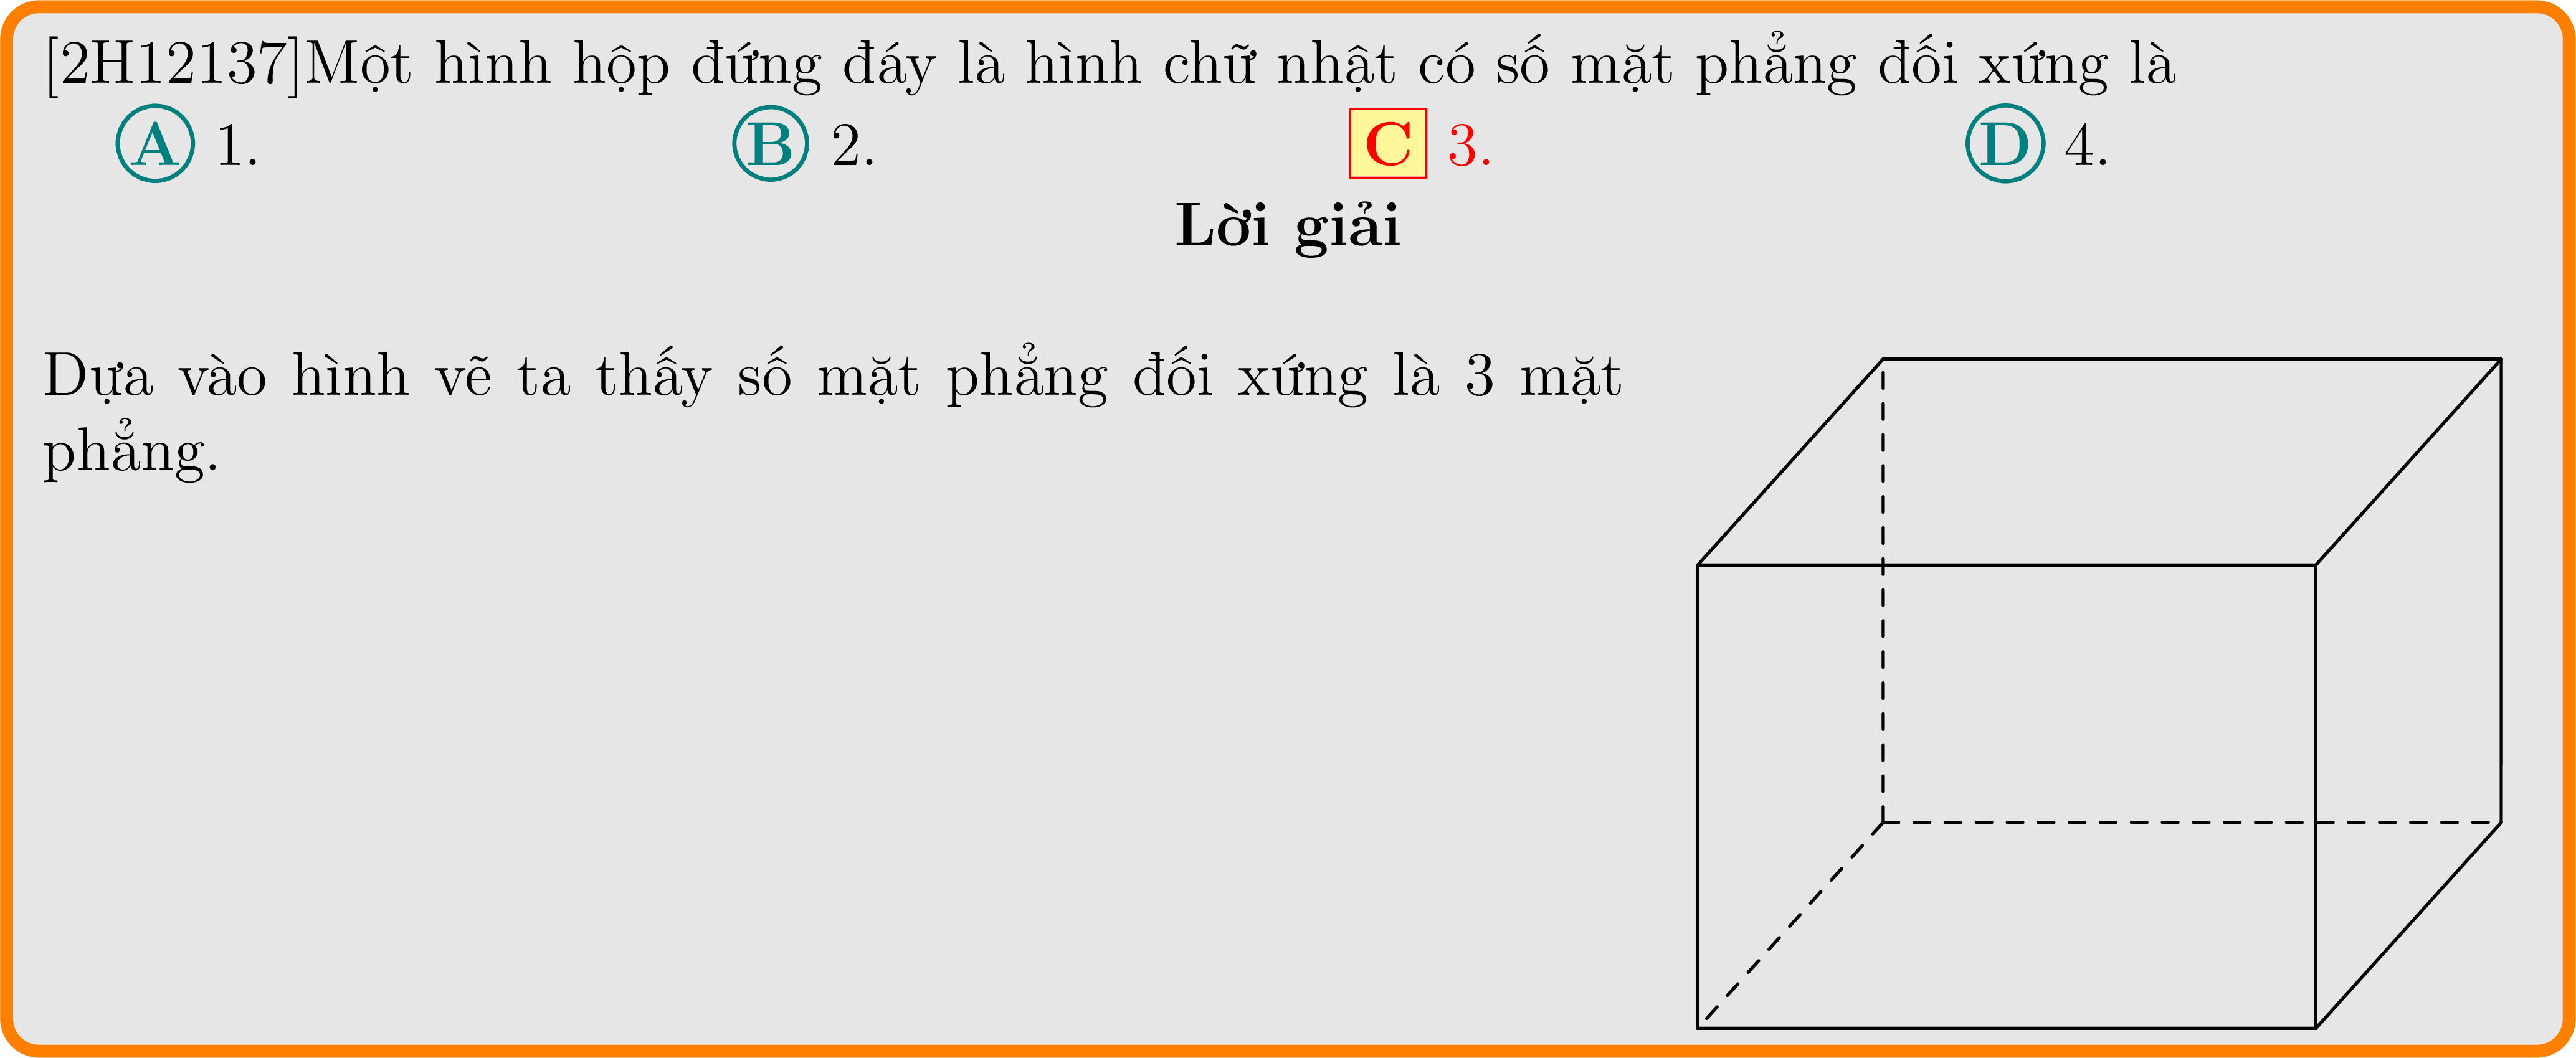 [2H12137]Một hình hộp đứng đáy là hình chữ nhật có số mặt phẳng đối xứng là
A 1. B 2. C 3. D 4.
Lời giải
Dựa vào hình vẽ ta thấy số mặt phẳng đối xứng là 3 mặt
phẳng.